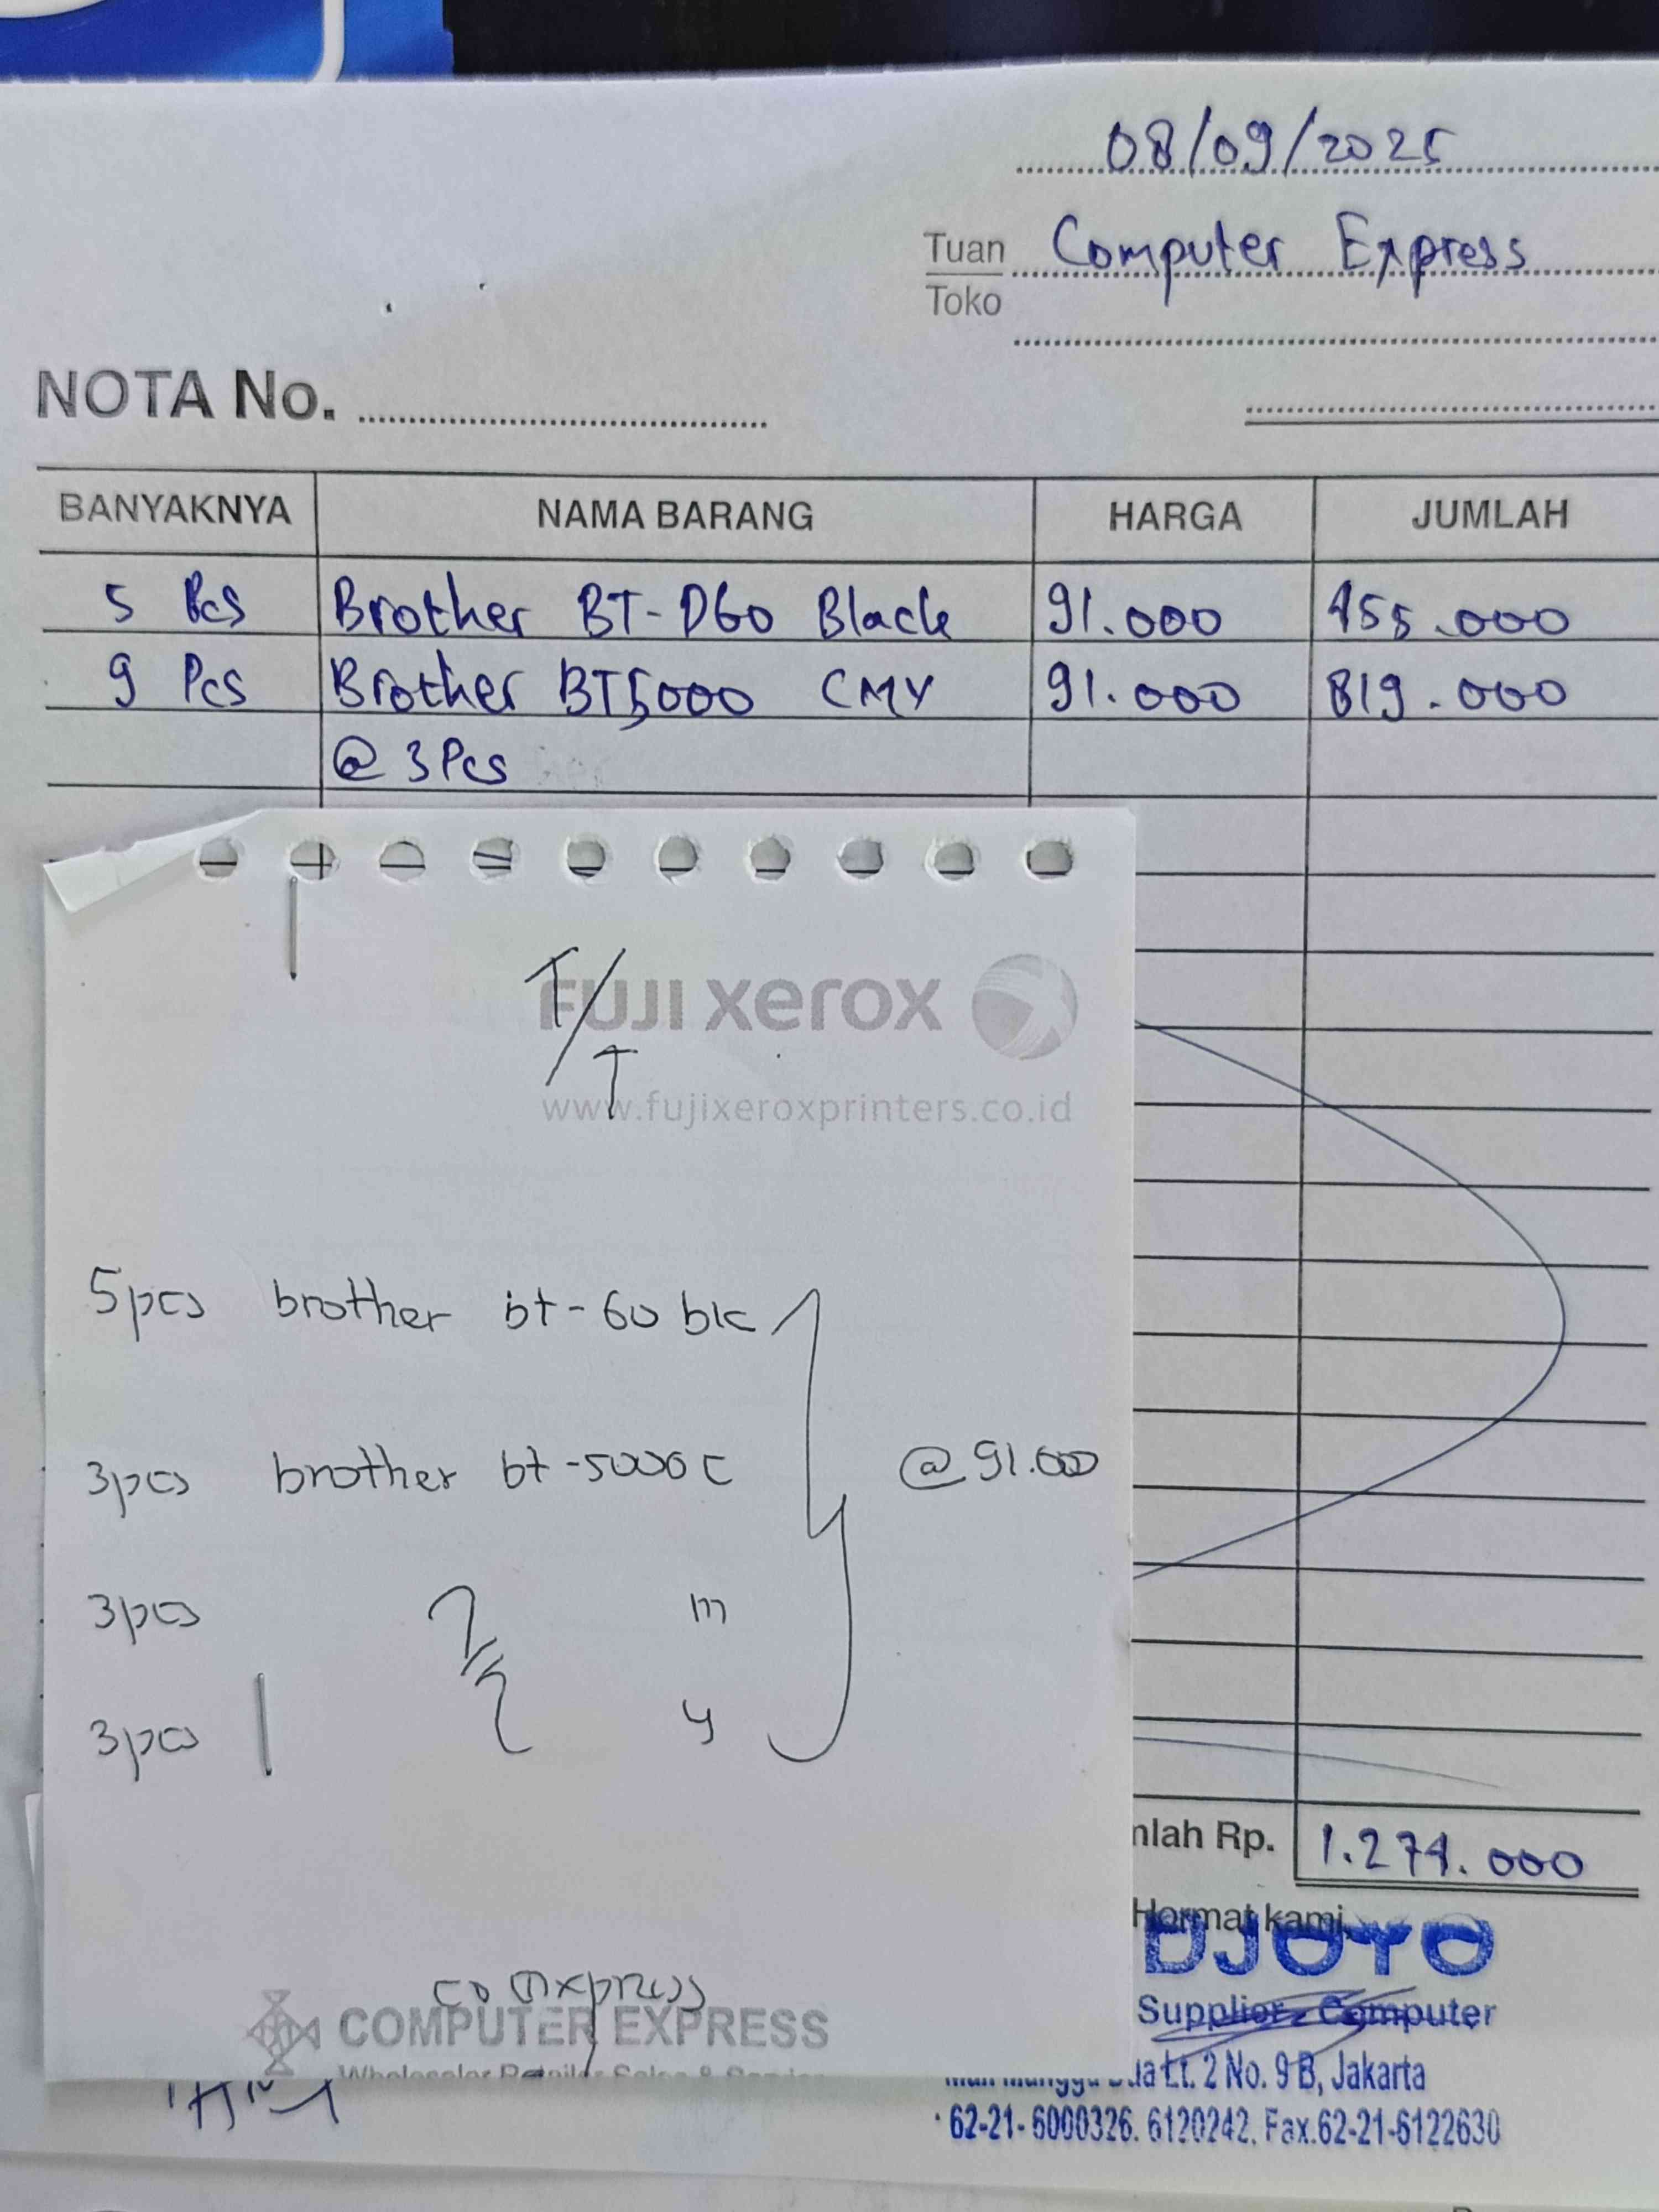 08/09/2025
Tuan Computer Express
Toko
NOTA No.
BANYAKNYA NAMA BARANG HARGA JUMLAH
5 Pcs Brother BT-D60 Black 91.000 455.000
9 Pcs Brother BT5000 CMY 91.000 819.000
@ 3 Pcs
T/T
FUJI xerox
www.fujixeroxprinters.co.id
5pcs brother bt-60 bk
3pcs brother bt-5000 C @ 91.000
3pcs m
3pcs y
mlah Rp. 1.274.000
Hormat kami,
DJOYO
Supplier Computer
COMPUTER EXPRESS
ua Lt. 2 No. 9 B, Jakarta
62-21-6000326. 6120242. Fax.62-21-6122630